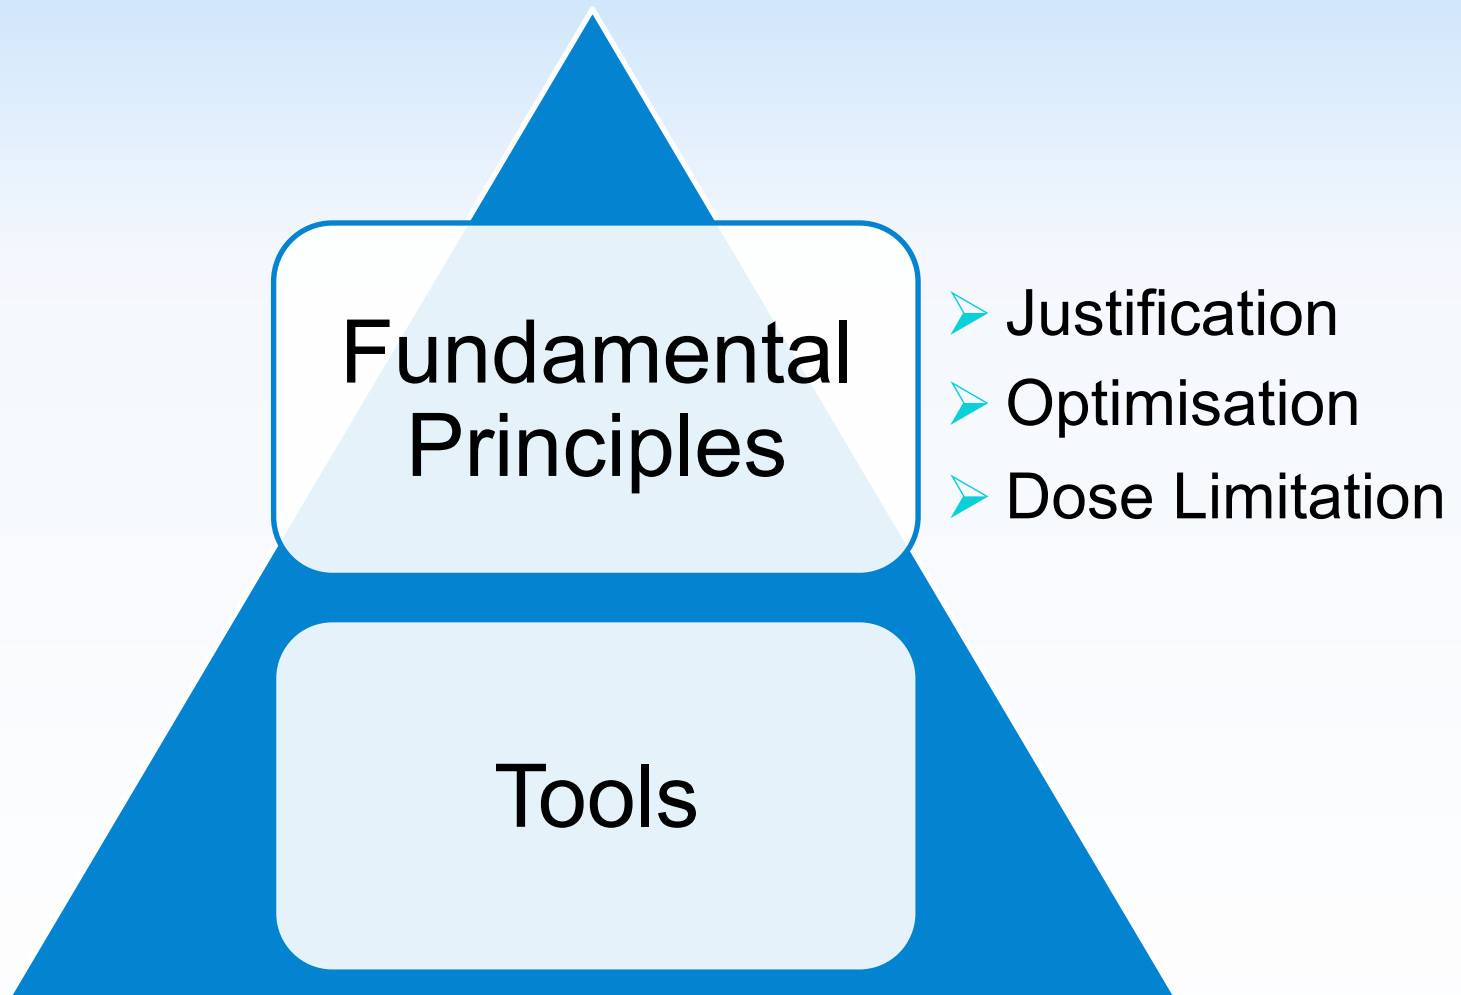 Fundamental
Principles
Justification
Optimisation
Dose Limitation
Tools